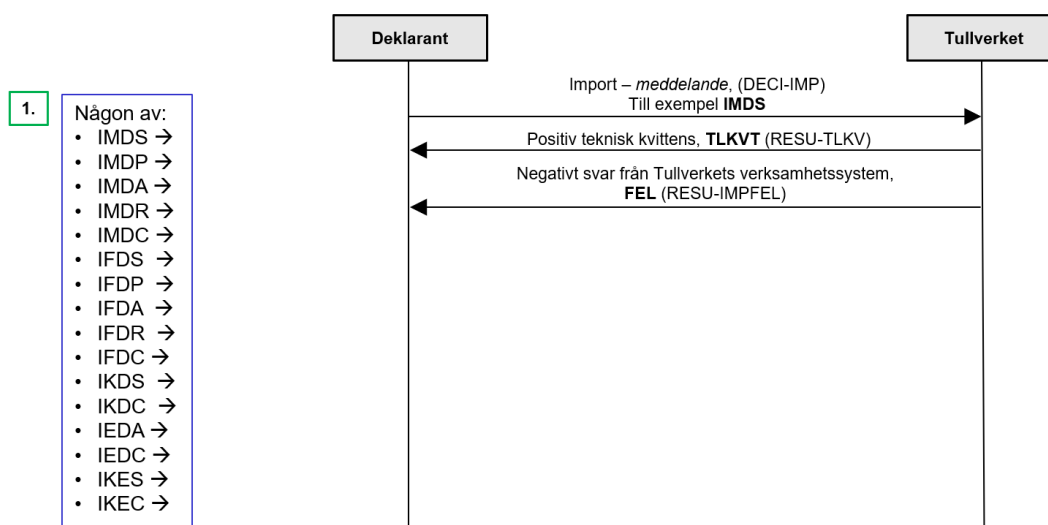 Deklarant
Tullverket
1.
Någon av:
• IMDS →
• IMDP →
• IMDA →
• IMDR →
• IMDC →
• IFDS →
• IFDP →
• IFDA →
• IFDR →
• IFDC →
• IKDS →
• IKDC →
• IEDA →
• IEDC →
• IKES →
• IKEC →
Import – meddelande, (DECI-IMP)
Till exempel IMDS
Positiv teknisk kvittens, TLKVT (RESU-TLKV)
Negativt svar från Tullverkets verksamhetssystem,
FEL (RESU-IMPFEL)